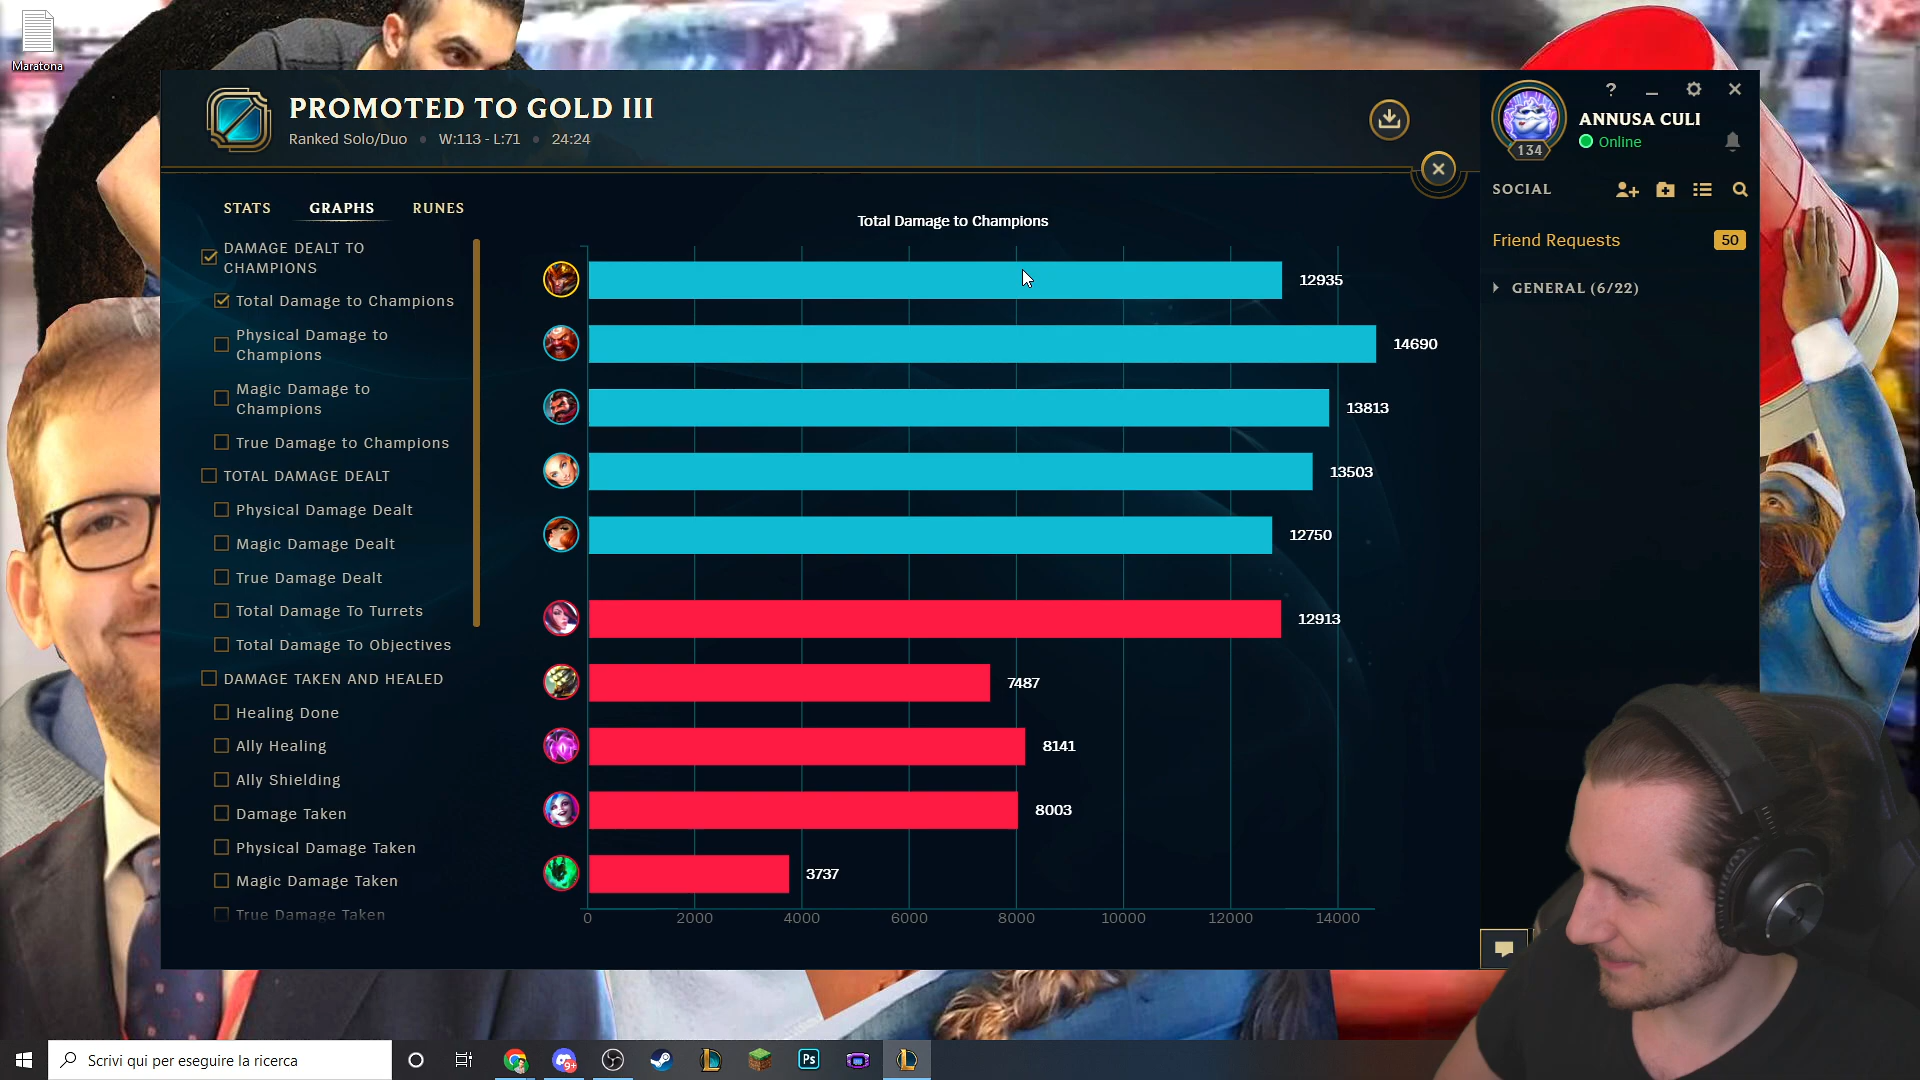 Maratona
PROMOTED TO GOLD III
Ranked Solo/Duo • W:113 - L:71 • 24:24
?
ANNUSA CULI
134
Online
SOCIAL
Friend Requests
50
GENERAL (6/22)
STATS
GRAPHS
RUNES
DAMAGE DEALT TO
CHAMPIONS
Total Damage to Champions
Physical Damage to
Champions
Magic Damage to
Champions
True Damage to Champions
TOTAL DAMAGE DEALT
Physical Damage Dealt
Magic Damage Dealt
True Damage Dealt
Total Damage To Turrets
Total Damage To Objectives
DAMAGE TAKEN AND HEALED
Healing Done
Ally Healing
Ally Shielding
Damage Taken
Physical Damage Taken
Magic Damage Taken
True Damage Taken
Total Damage to Champions
12935
14690
13813
13503
12750
12913
7487
8141
8003
3737
0 2000 4000 6000 8000 10000 12000 14000
Scrivi qui per eseguire la ricerca
9+
Ps